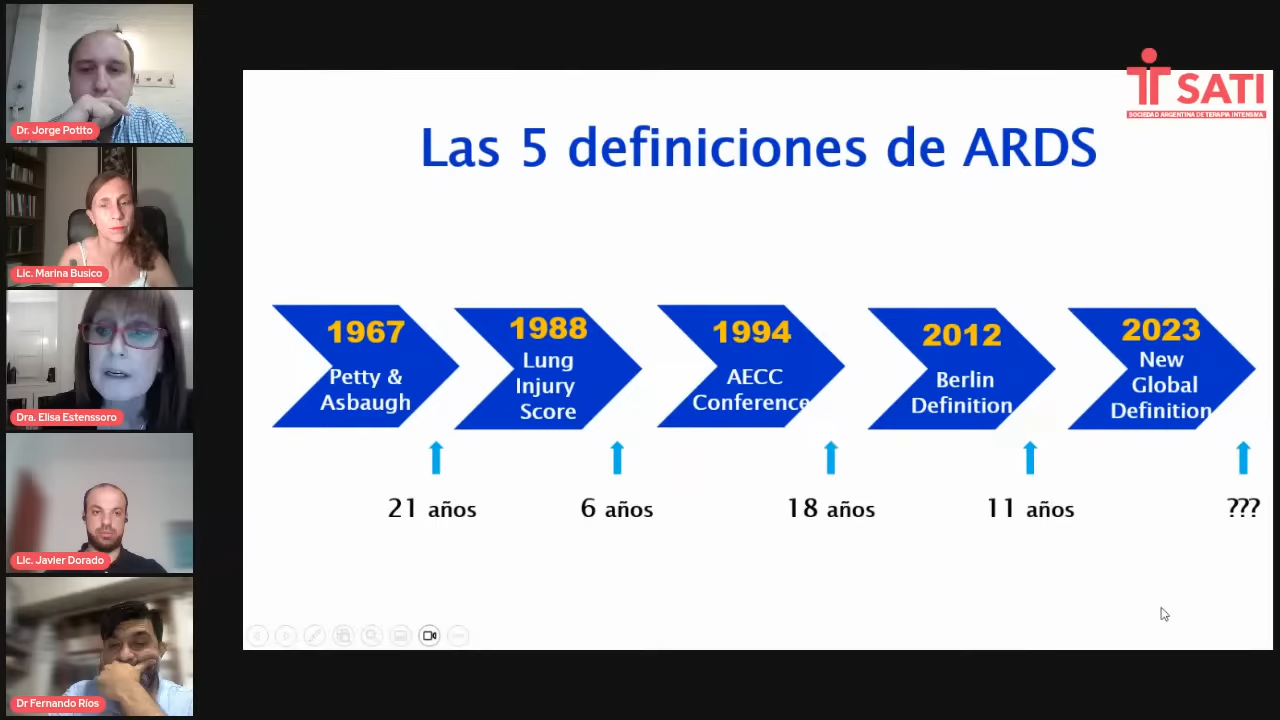 Dr. Jorge Potito
Lic. Marina Busico
Dra. Elisa Estenssoro
Lic. Javier Dorado
Dr Fernando Ríos
SATI
SOCIEDAD ARGENTINA DE TERAPIA INTENSIVA
Las 5 definiciones de ARDS
1967
Petty &
Asbaugh
1988
Lung
Injury
Score
1994
AECC
Conference
2012
Berlin
Definition
2023
New
Global
Definition
21 años
6 años
18 años
11 años
???